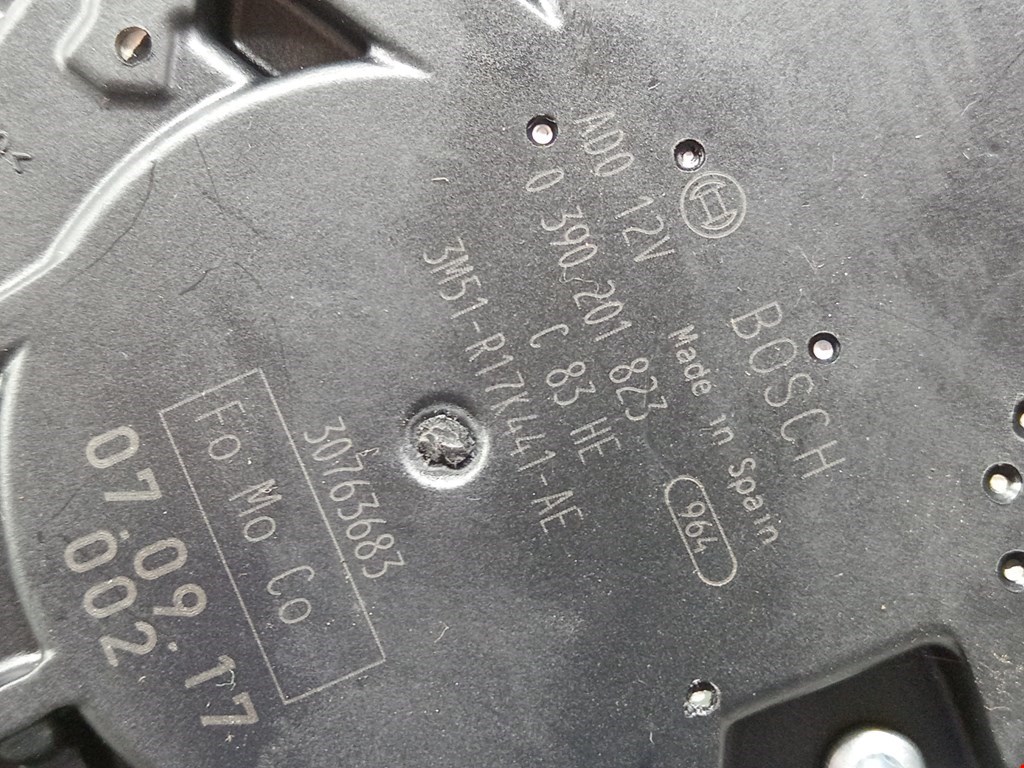 BOSCH
Made in Spain
964
AD0 12V
0 390 201 823
C 83 HE
3M51-R17K441-AE
30763683
Fo Mo Co
07.09.17
002